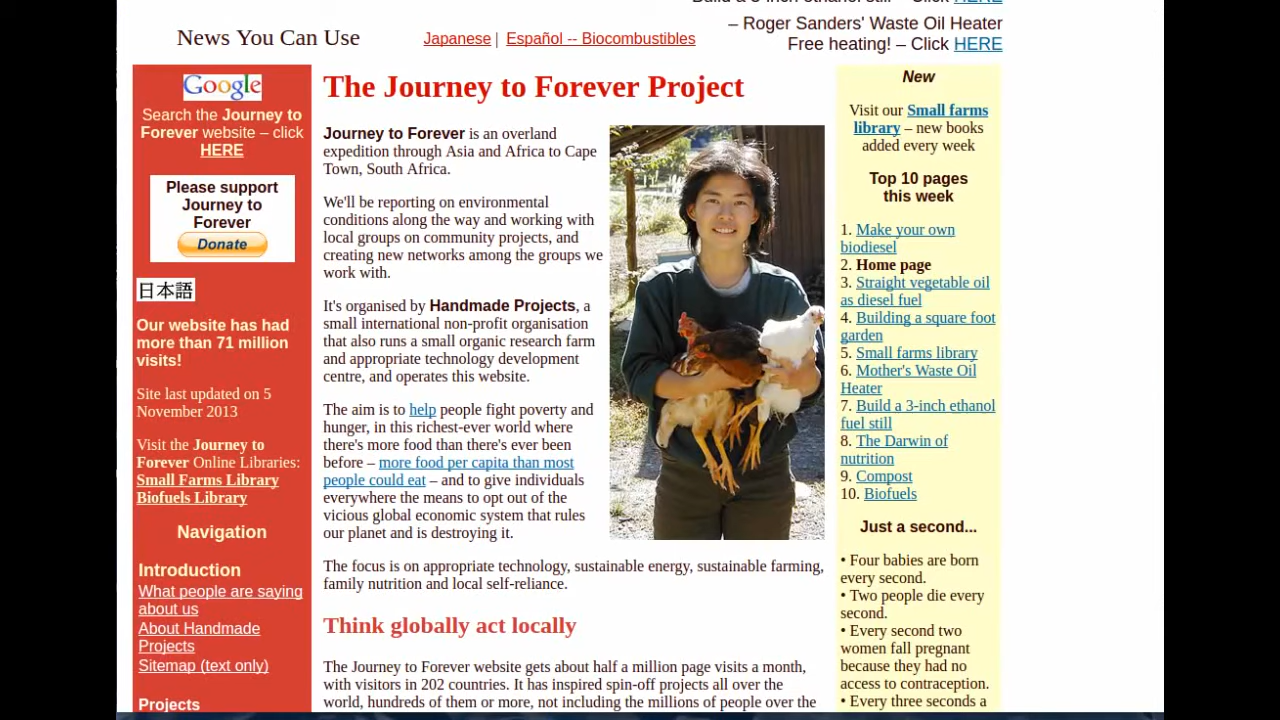 – Roger Sanders' Waste Oil Heater
Free heating! – Click HERE
News You Can Use
Japanese | Español -- Biocombustibles
Google
Search the Journey to
Forever website – click
HERE
Please support
Journey to
Forever
Donate
日本語
Our website has had
more than 71 million
visits!
Site last updated on 5
November 2013
Visit the Journey to
Forever Online Libraries:
Small Farms Library
Biofuels Library
Navigation
Introduction
What people are saying
about us
About Handmade
Projects
Sitemap (text only)
Projects
The Journey to Forever Project
Journey to Forever is an overland
expedition through Asia and Africa to Cape
Town, South Africa.
We'll be reporting on environmental
conditions along the way and working with
local groups on community projects, and
creating new networks among the groups we
work with.
It's organised by Handmade Projects, a
small international non-profit organisation
that also runs a small organic research farm
and appropriate technology development
centre, and operates this website.
The aim is to help people fight poverty and
hunger, in this richest-ever world where
there's more food than there's ever been
before – more food per capita than most
people could eat – and to give individuals
everywhere the means to opt out of the
vicious global economic system that rules
our planet and is destroying it.
The focus is on appropriate technology, sustainable energy, sustainable farming,
family nutrition and local self-reliance.
Think globally act locally
The Journey to Forever website gets about half a million page visits a month,
with visitors in 202 countries. It has inspired spin-off projects all over the
world, hundreds of them or more, not including the millions of people over the
New
Visit our Small farms
library – new books
added every week
Top 10 pages
this week
1. Make your own
biodiesel
2. Home page
3. Straight vegetable oil
as diesel fuel
4. Building a square foot
garden
5. Small farms library
6. Mother's Waste Oil
Heater
7. Build a 3-inch ethanol
fuel still
8. The Darwin of
nutrition
9. Compost
10. Biofuels
Just a second...
• Four babies are born
every second.
• Two people die every
second.
• Every second two
women fall pregnant
because they had no
access to contraception.
• Every three seconds a